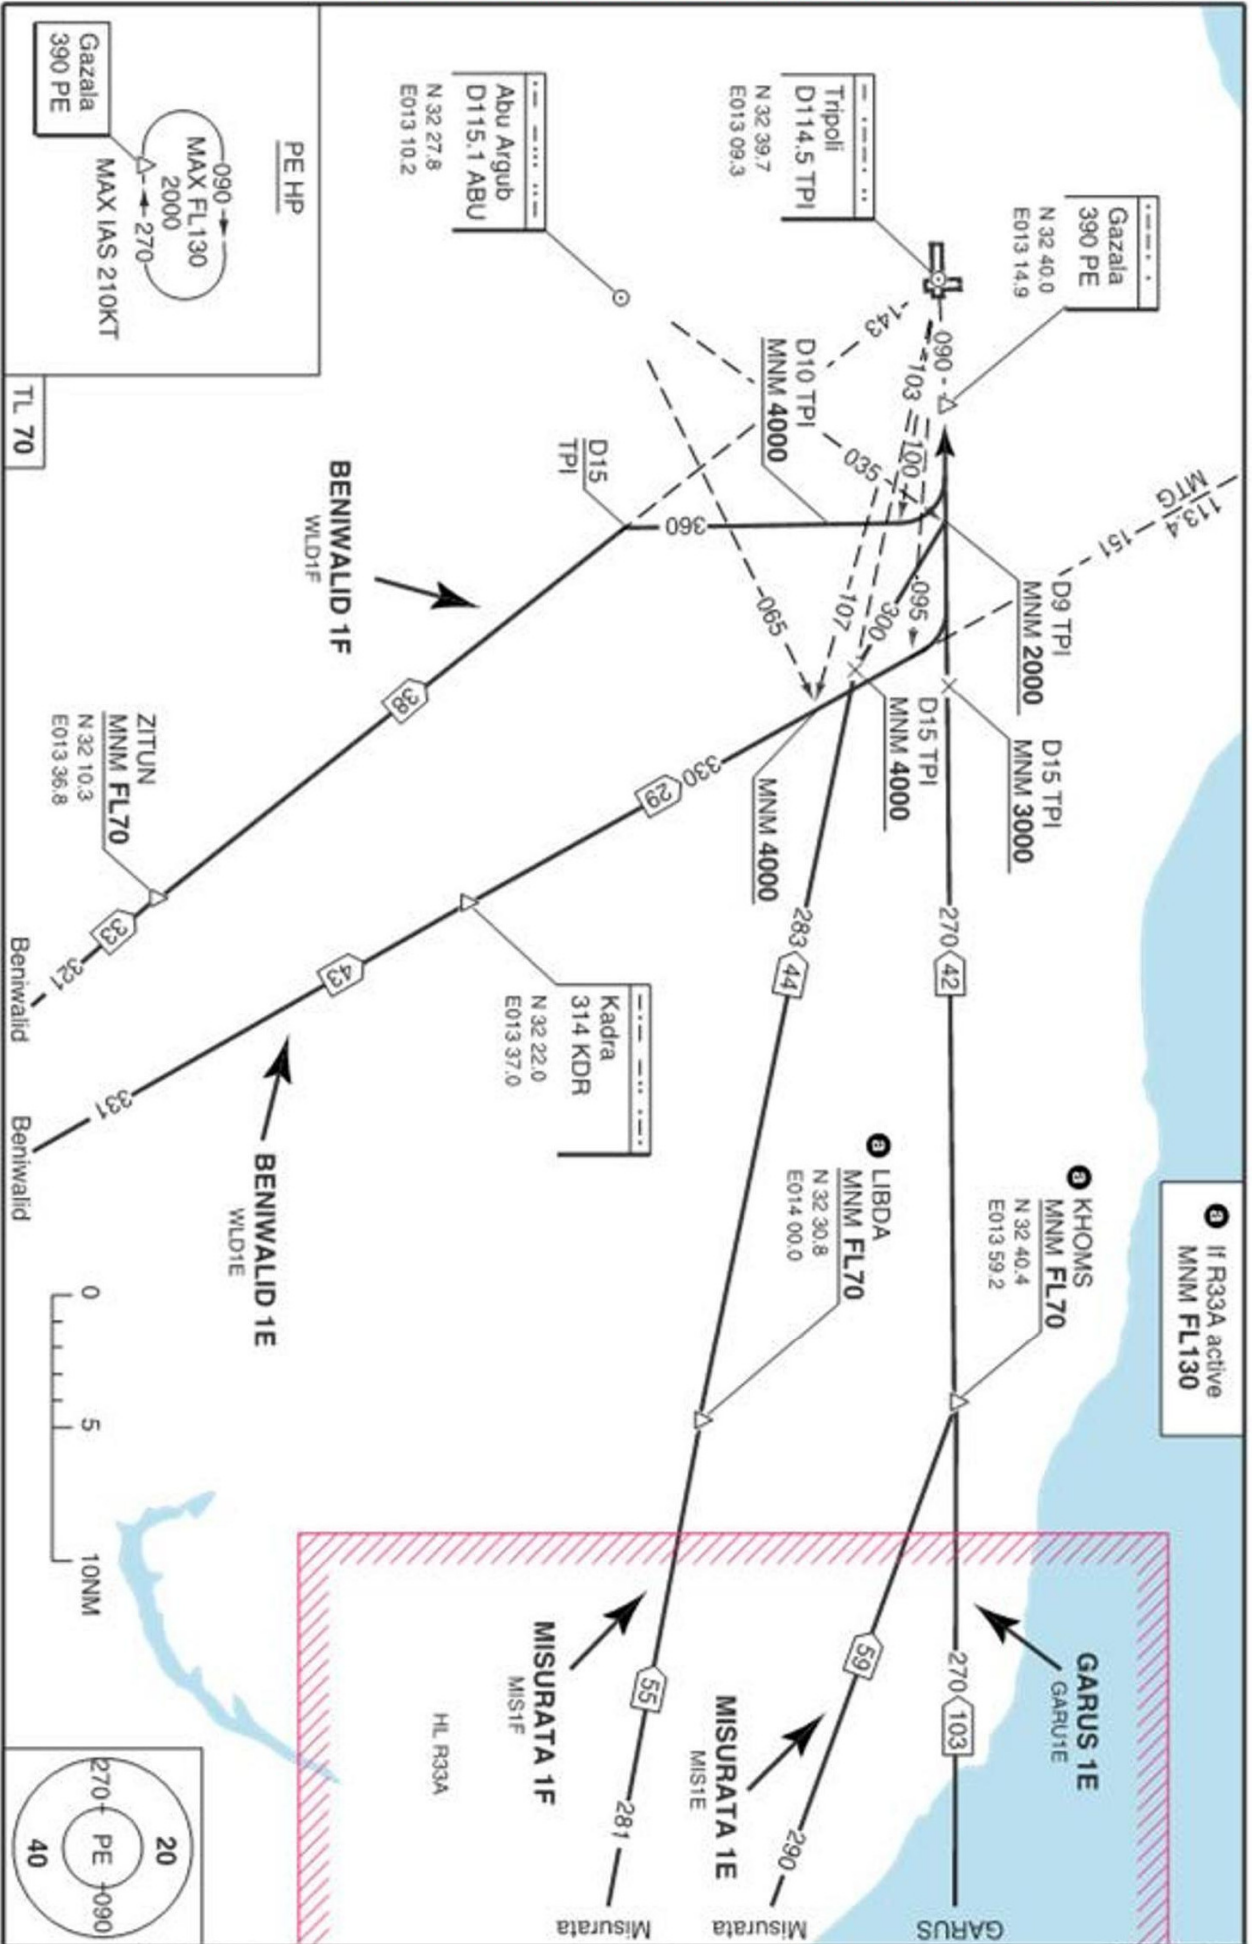 a If R33A active
MNM FL130
Gazala
390 PE
N 32 40.0
E013 14.9
113.4
MTG
151
Tripoli
D114.5 TPI
N 32 39.7
E013 09.3
D9 TPI
MNM 2000
D15 TPI
MNM 3000
a KHOMS
MNM FL70
N 32 40.4
E013 59.2
GARUS 1E
GARU1E
090
270
42
270
103
GARUS
103
100
095
143
D10 TPI
MNM 4000
035
107
300
D15 TPI
MNM 4000
a LIBDA
MNM FL70
N 32 30.8
E014 00.0
59
290
Misurata
MISURATA 1E
MIS1E
283
44
55
281
Misurata
MISURATA 1F
MIS1F
HL R33A
MNM 4000
065
Abu Argub
D115.1 ABU
N 32 27.8
E013 10.2
D15
TPI
360
330
29
Kadra
314 KDR
N 32 22.0
E013 37.0
43
331
Beniwalid
BENIWALID 1E
WLD1E
BENIWALID 1F
WLD1F
38
ZITUN
MNM FL70
N 32 10.3
E013 36.8
33
321
Beniwalid
PE HP
090
MAX FL130
2000
270
MAX IAS 210KT
Gazala
390 PE
TL 70
0
5
10NM
20
270
PE
090
40